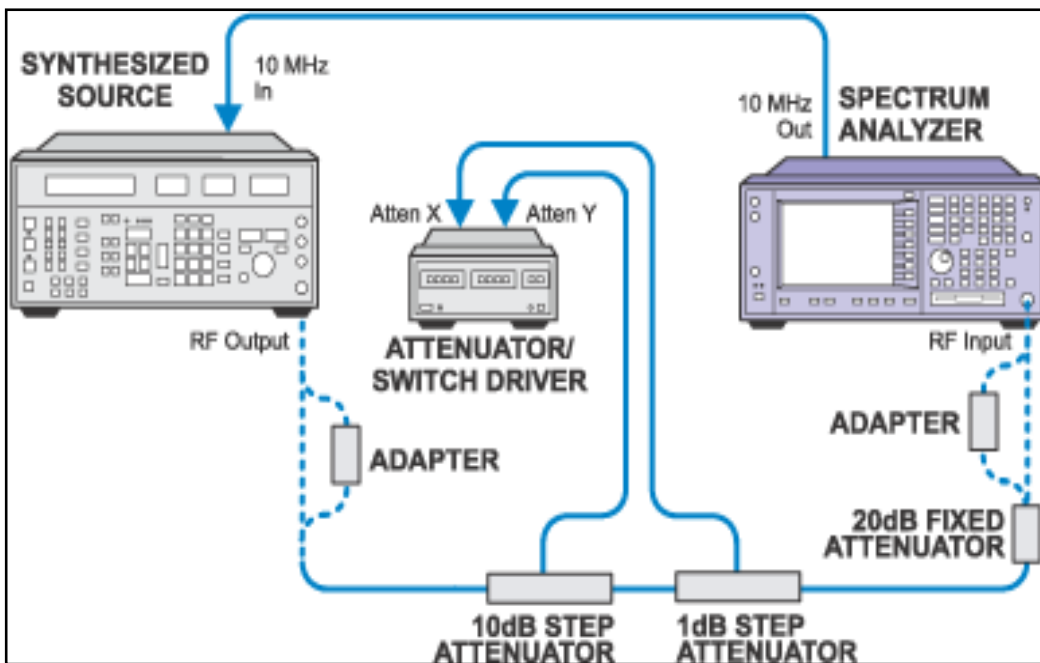 SYNTHESIZED
SOURCE
10 MHz
In
10 MHz
Out
SPECTRUM
ANALYZER
Atten X
Atten Y
RF Output
ATTENUATOR/
SWITCH DRIVER
RF Input
ADAPTER
ADAPTER
20dB FIXED
ATTENUATOR
10dB STEP
ATTENUATOR
1dB STEP
ATTENUATOR